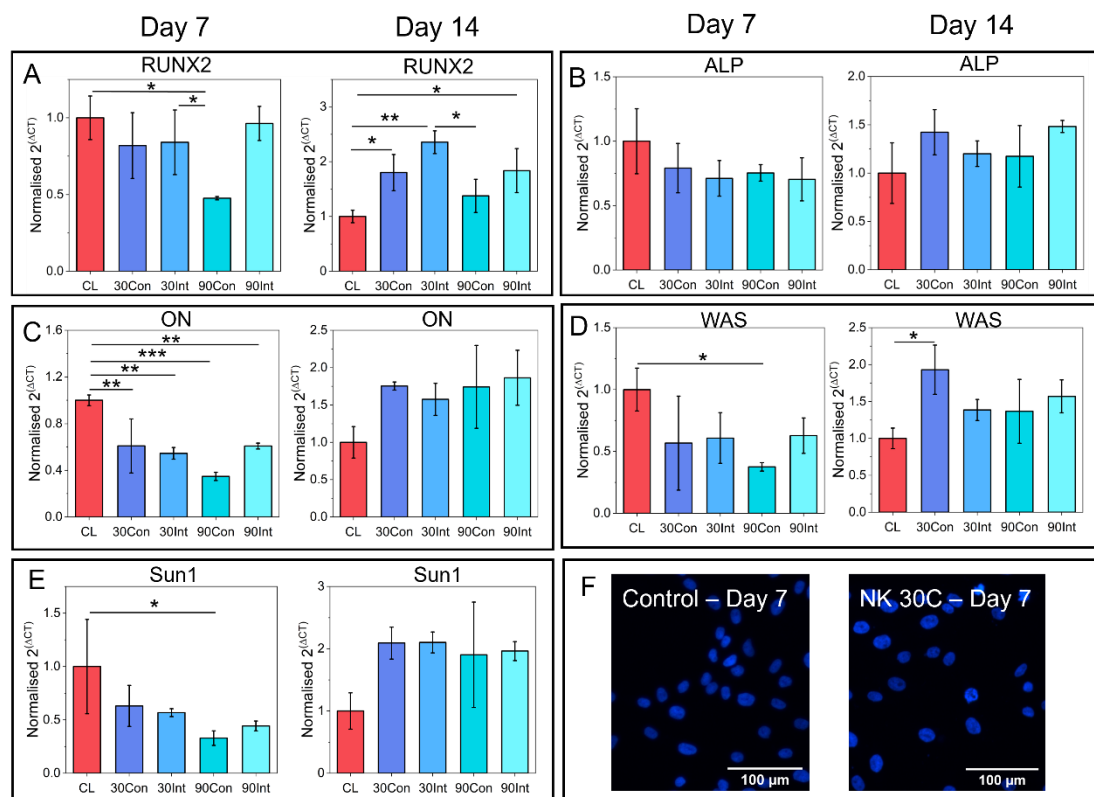 Day 7
Day 14
Day 7
Day 14
A
RUNX2
RUNX2
Normalised 2^(ΔCT)
1.0
0.5
0.0
*
*
CL 30Con 30Int 90Con 90Int
Normalised 2^(ΔCT)
3
2
1
0
*
**
*
*
CL 30Con 30Int 90Con 90Int
B
ALP
ALP
Normalised 2^(ΔCT)
1.0
0.5
0.0
CL 30Con 30Int 90Con 90Int
Normalised 2^(ΔCT)
2.0
1.5
1.0
0.5
0.0
CL 30Con 30Int 90Con 90Int
C
ON
ON
Normalised 2^(ΔCT)
1.6
1.2
0.8
0.4
0.0
**
***
**
**
CL 30Con 30Int 90Con 90Int
Normalised 2^(ΔCT)
2.5
2.0
1.5
1.0
0.5
0.0
CL 30Con 30Int 90Con 90Int
D
WAS
WAS
Normalised 2^(ΔCT)
1.5
1.0
0.5
0.0
*
CL 30Con 30Int 90Con 90Int
Normalised 2^(ΔCT)
2.5
2.0
1.5
1.0
0.5
0.0
*
CL 30Con 30Int 90Con 90Int
E
Sun1
Sun1
Normalised 2^(ΔCT)
1.5
1.0
0.5
0.0
*
CL 30Con 30Int 90Con 90Int
Normalised 2^(ΔCT)
3
2
1
0
CL 30Con 30Int 90Con 90Int
F
Control – Day 7
100 µm
NK 30C – Day 7
100 µm